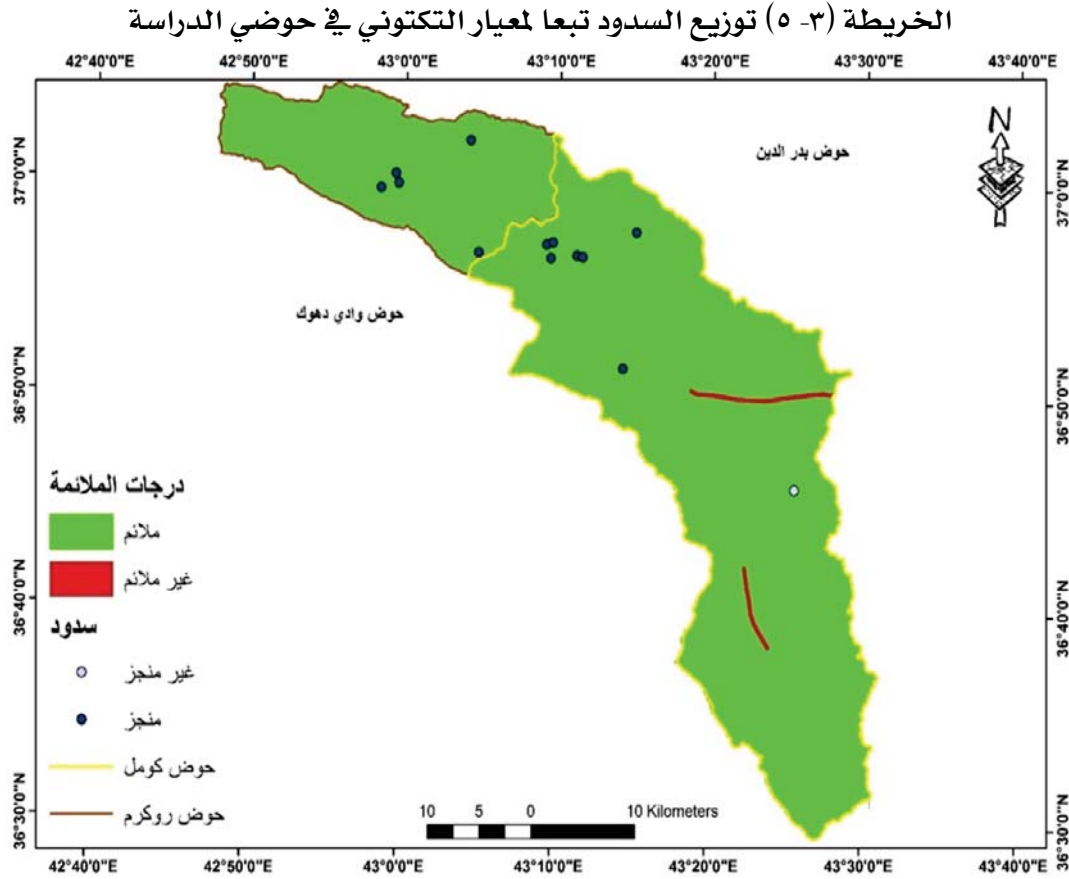 الخريطة (٣- ٥) توزيع السدود تبعا لمعيار التكتوني في حوضي الدراسة
42°40'0"E 42°50'0"E 43°0'0"E 43°10'0"E 43°20'0"E 43°30'0"E 43°40'0"E
N
حوض بدر الدين
37°0'0"N
37°0'0"N
حوض وادي دهوك
36°50'0"N
36°50'0"N
درجات الملائمة
ملائم
غير ملائم
36°40'0"N
36°40'0"N
سدود
غير منجز
منجز
حوض كومل
حوض روكرم
36°30'0"N
36°30'0"N
10 5 0 10 Kilometers
42°40'0"E 42°50'0"E 43°0'0"E 43°10'0"E 43°20'0"E 43°30'0"E 43°40'0"E